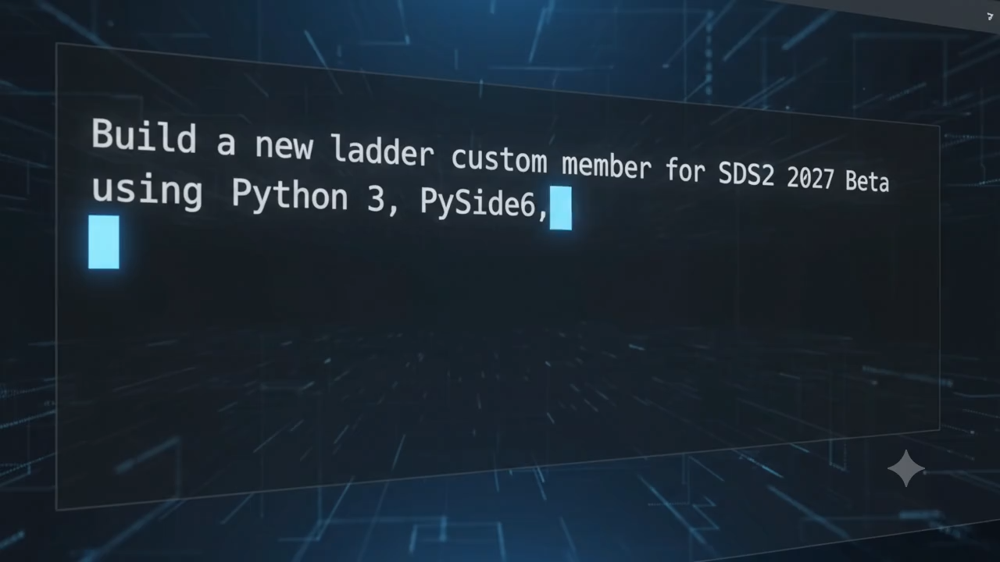 Build a new ladder custom member for SDS2 2027 Beta
using Python 3, PySide6,